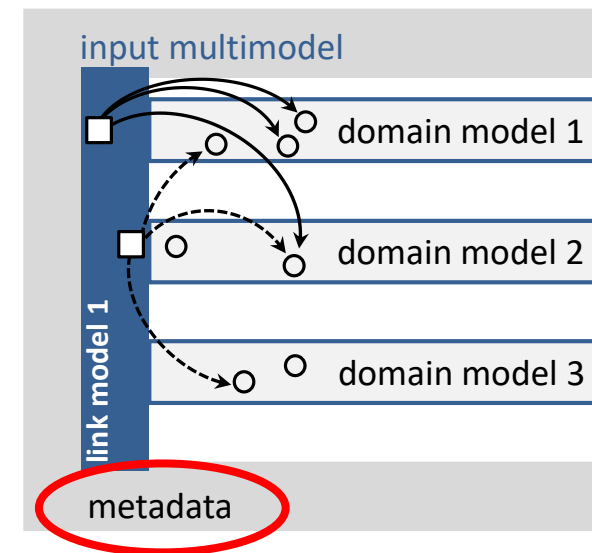 input multimodel
domain model 1
domain model 2
link model 1
domain model 3
metadata